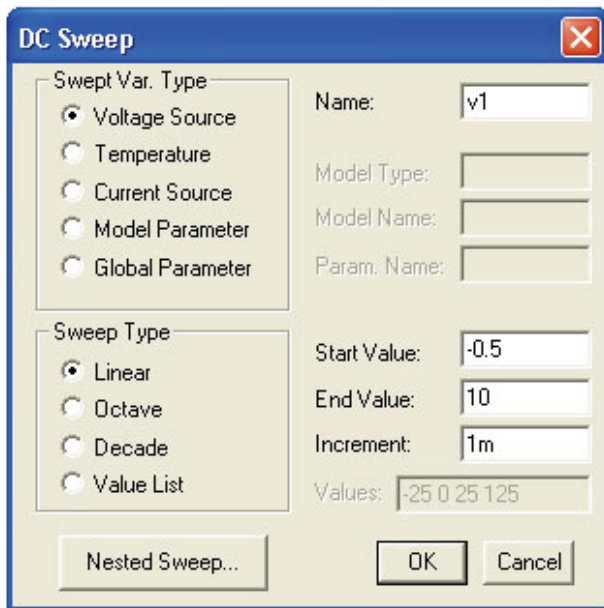 DC Sweep
Swept Var. Type
Voltage Source
Temperature
Current Source
Model Parameter
Global Parameter
Name: v1
Model Type:
Model Name:
Param. Name:
Sweep Type
Linear
Octave
Decade
Value List
Start Value: -0.5
End Value: 10
Increment: 1m
Values: -25 0 25 125
Nested Sweep...
OK
Cancel